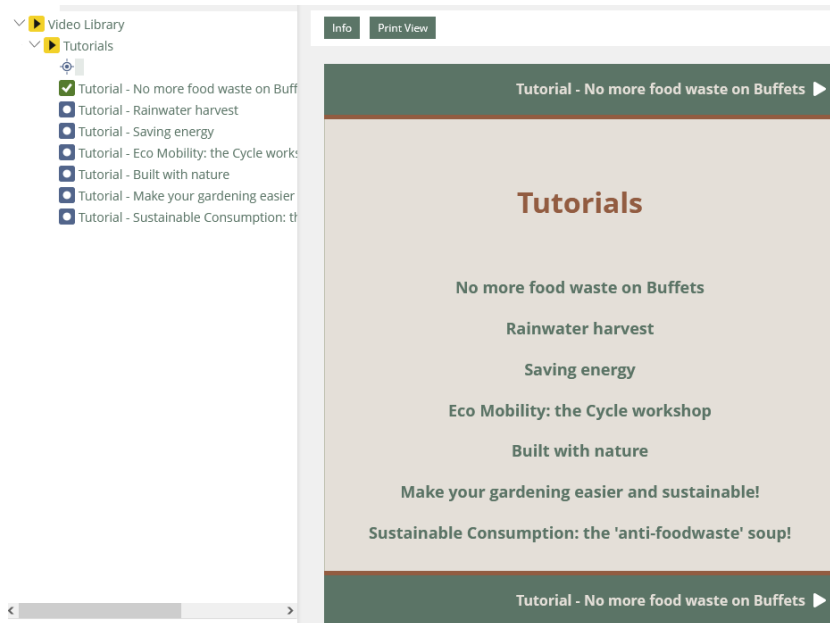 Video Library
Tutorials
Tutorial - No more food waste on Buff
Tutorial - Rainwater harvest
Tutorial - Saving energy
Tutorial - Eco Mobility: the Cycle works
Tutorial - Built with nature
Tutorial - Make your gardening easier
Tutorial - Sustainable Consumption: th
Info
Print View
Tutorial - No more food waste on Buffets
Tutorials
No more food waste on Buffets
Rainwater harvest
Saving energy
Eco Mobility: the Cycle workshop
Built with nature
Make your gardening easier and sustainable!
Sustainable Consumption: the 'anti-foodwaste' soup!
Tutorial - No more food waste on Buffets